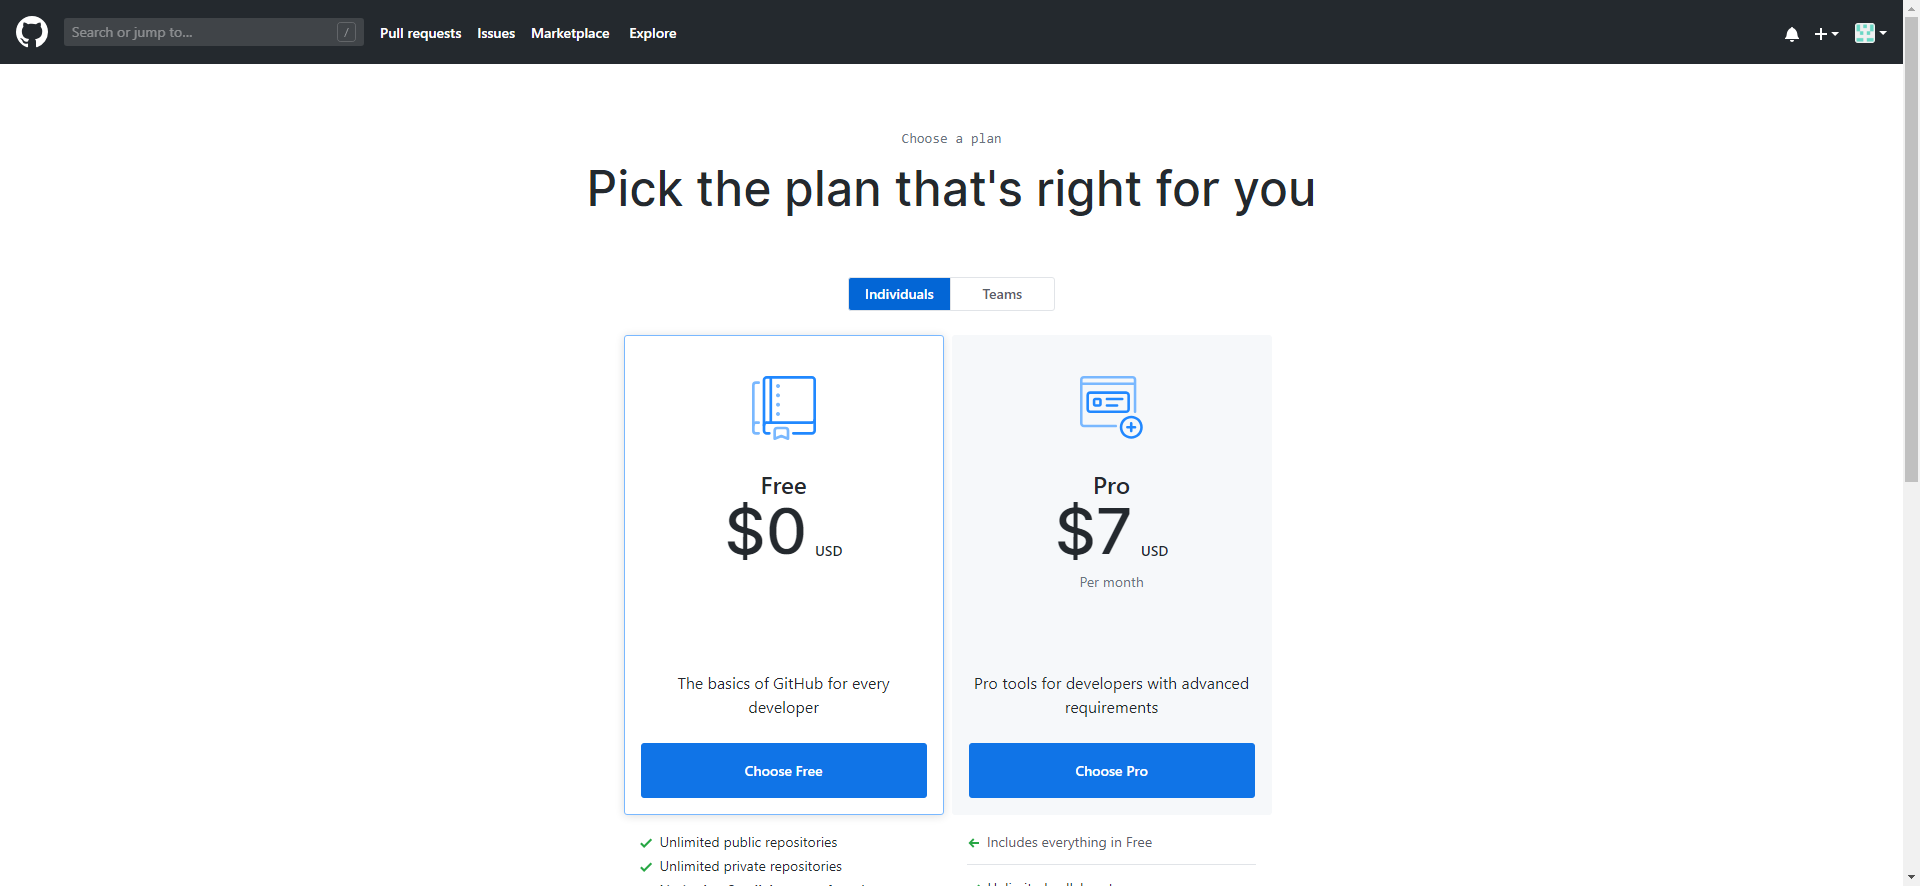 Search or jump to... /
Pull requests
Issues
Marketplace
Explore
Choose a plan
Pick the plan that's right for you
Individuals
Teams
Free
$0 USD
The basics of GitHub for every
developer
Choose Free
Unlimited public repositories
Unlimited private repositories
Pro
$7 USD
Per month
Pro tools for developers with advanced
requirements
Choose Pro
Includes everything in Free